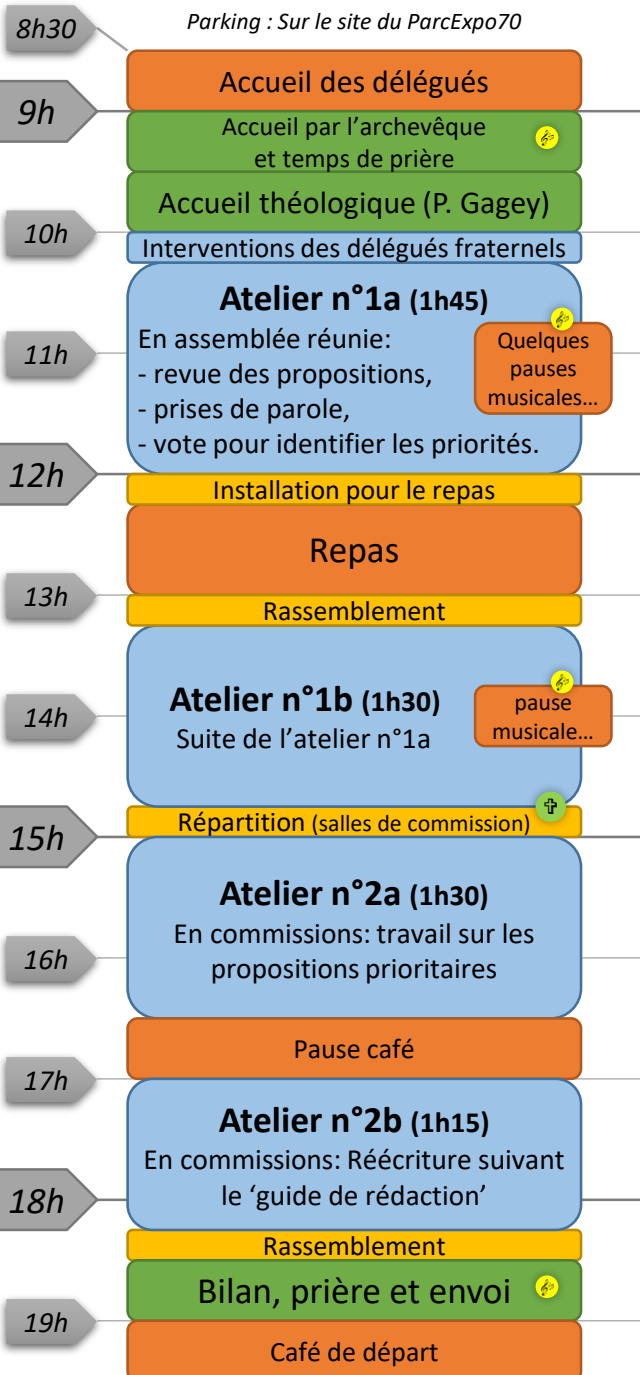 8h30
Parking : Sur le site du ParcExpo70
Accueil des délégués
9h
Accueil par l'archevêque
et temps de prière
Accueil théologique (P. Gagey)
10h
Interventions des délégués fraternels
Atelier n°1a (1h45)
En assemblée réunie:
- revue des propositions,
- prises de parole,
- vote pour identifier les priorités.
11h
Quelques
pauses
musicales…
12h
Installation pour le repas
Repas
13h
Rassemblement
Atelier n°1b (1h30)
Suite de l'atelier n°1a
14h
pause
musicale…
Répartition (salles de commission)
15h
Atelier n°2a (1h30)
En commissions: travail sur les
propositions prioritaires
16h
Pause café
17h
Atelier n°2b (1h15)
En commissions: Réécriture suivant
le ‘guide de rédaction’
18h
Rassemblement
Bilan, prière et envoi
19h
Café de départ